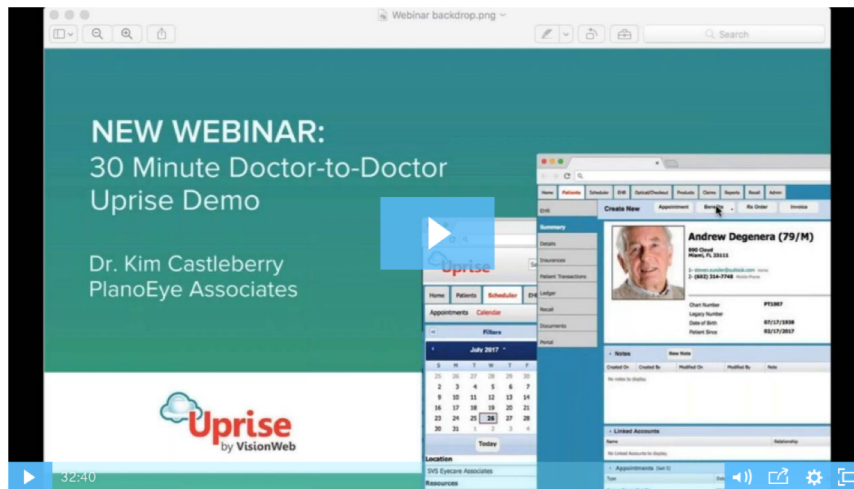 Webinar backdrop.png
Search
NEW WEBINAR:
30 Minute Doctor-to-Doctor
Uprise Demo
Dr. Kim Castleberry
PlanoEye Associates
Uprise
by VisionWeb
Uprise
Home Patients Scheduler
Appointments Calendar
Filters
July 2017
S M T W T F
25 26 27 28 29 30
2 3 4 5 6 7
9 10 11 12 13 14
16 17 18 19 20 21
23 24 25 26 27 28
30 31 1 2 3 4
Today
Location
SVS Eyecare Associates
Resources
Home Patients Scheduler EHR Optical/Checkout Products Claims Reports Recall Admin
EHR
Summary
Details
Insurances
Patient Transactions
Ledger
Recall
Documents
Portal
Create New Appointment Benefits Rx Order Invoice
Andrew Degenera (79/M)
890 Cloud
Miami, FL 33111
Chart Number PT1987
Legacy Number
Date of Birth 07/17/1938
Patient Since 02/17/2017
Notes New Note
Created On Created By Modified On Modified By Note
No notes to display
Linked Accounts
Name Relationship
No Linked Accounts to display
Appointments
Type
32:40